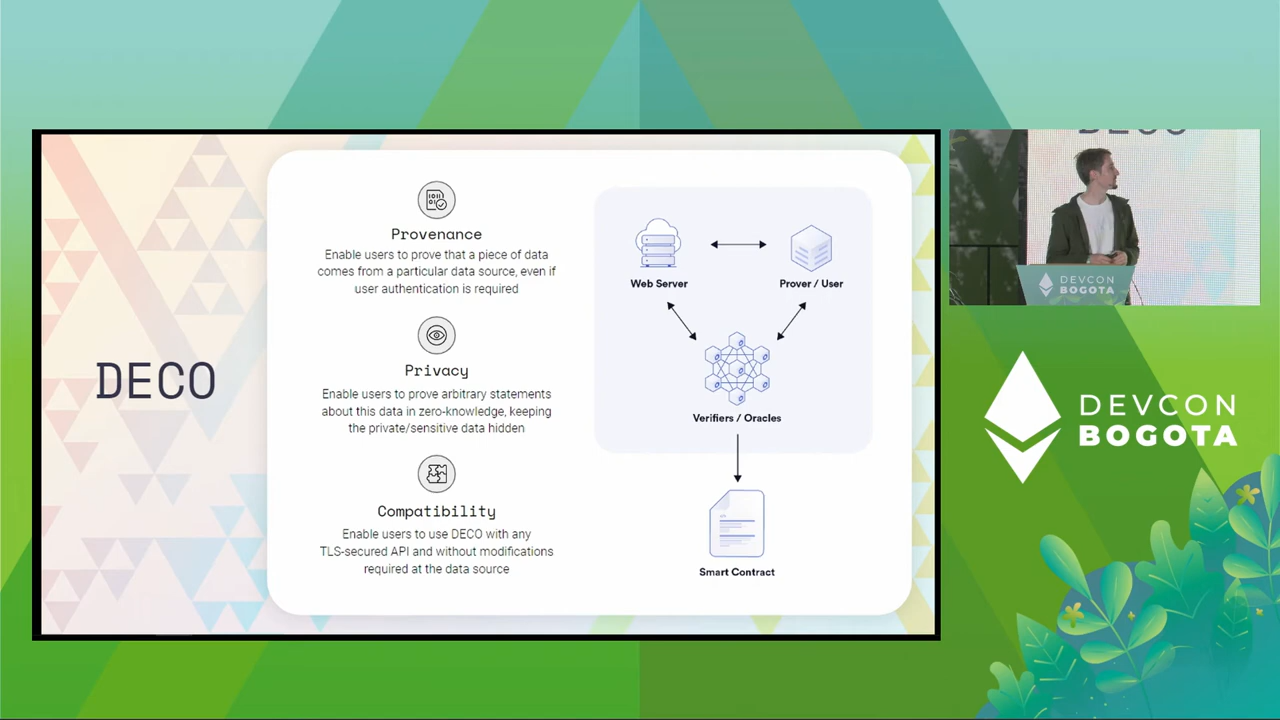 DECO
Provenance
Enable users to prove that a piece of data
comes from a particular data source, even if
user authentication is required
Privacy
Enable users to prove arbitrary statements
about this data in zero-knowledge, keeping
the private/sensitive data hidden
Compatibility
Enable users to use DECO with any
TLS-secured API and without modifications
required at the data source
Web Server
Prover / User
Verifiers / Oracles
Smart Contract
DECO
DEVCON
BOGOTA
DEVCON
BOGOTA